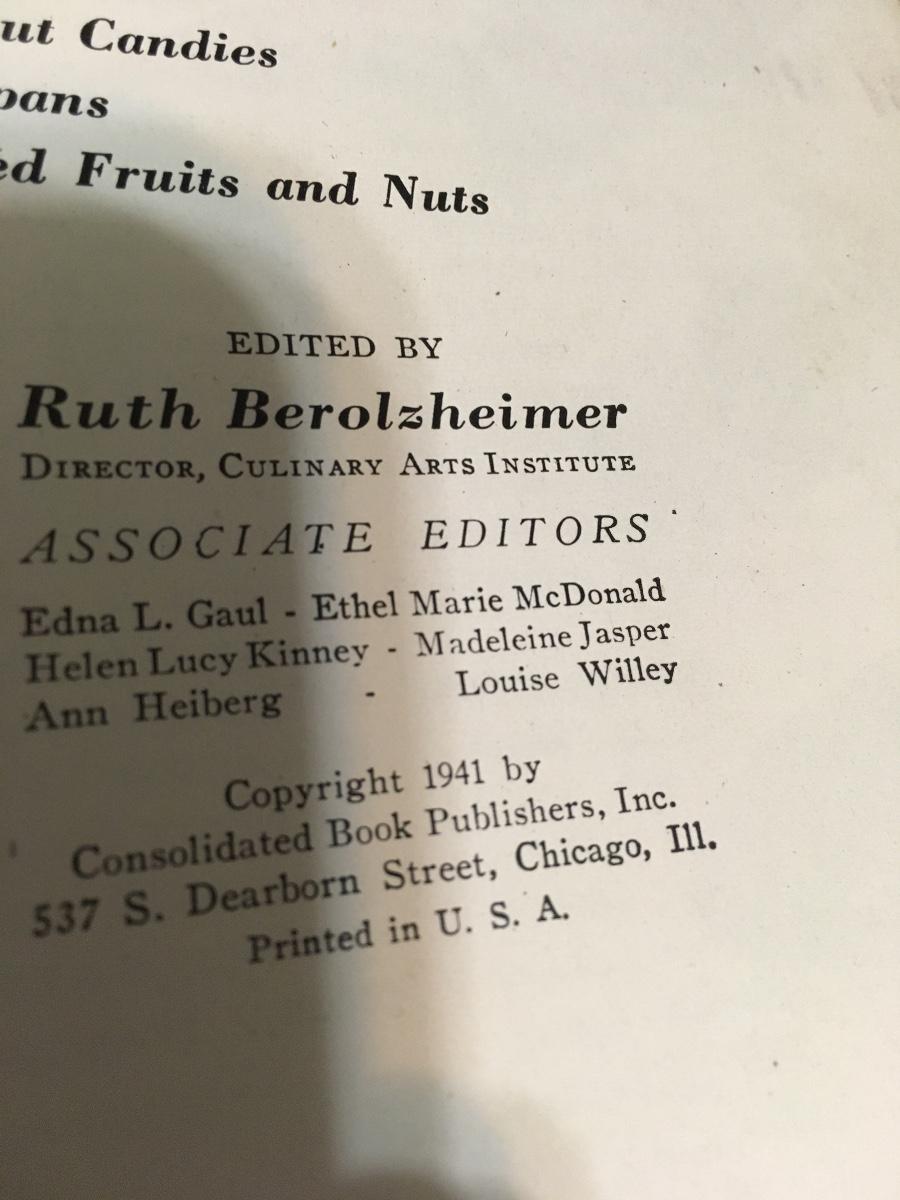 ut Candies
pans
ed Fruits and Nuts
EDITED BY
Ruth Berolzheimer
DIRECTOR, CULINARY ARTS INSTITUTE
ASSOCIATE EDITORS
Edna L. Gaul - Ethel Marie McDonald
Helen Lucy Kinney - Madeleine Jasper
Ann Heiberg - Louise Willey
Copyright 1941 by
Consolidated Book Publishers, Inc.
537 S. Dearborn Street, Chicago, Ill.
Printed in U. S. A.